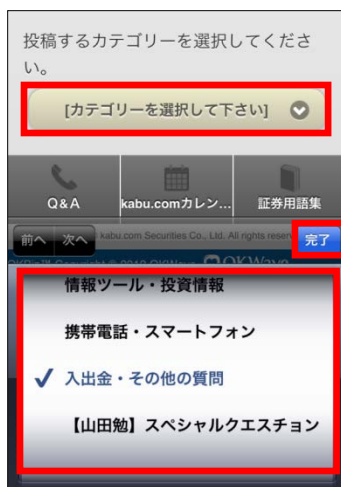 投稿するカテゴリーを選択してくださ
い。
[カテゴリーを選択して下さい]
Q&A
kabu.comカレン...
証券用語集
前へ 次へ kabu.com Securities Co., Ltd. All rights reserv 完了
OKWave
情報ツール・投資情報
携帯電話・スマートフォン
入出金・その他の質問
【山田勉】スペシャルクエスチョン